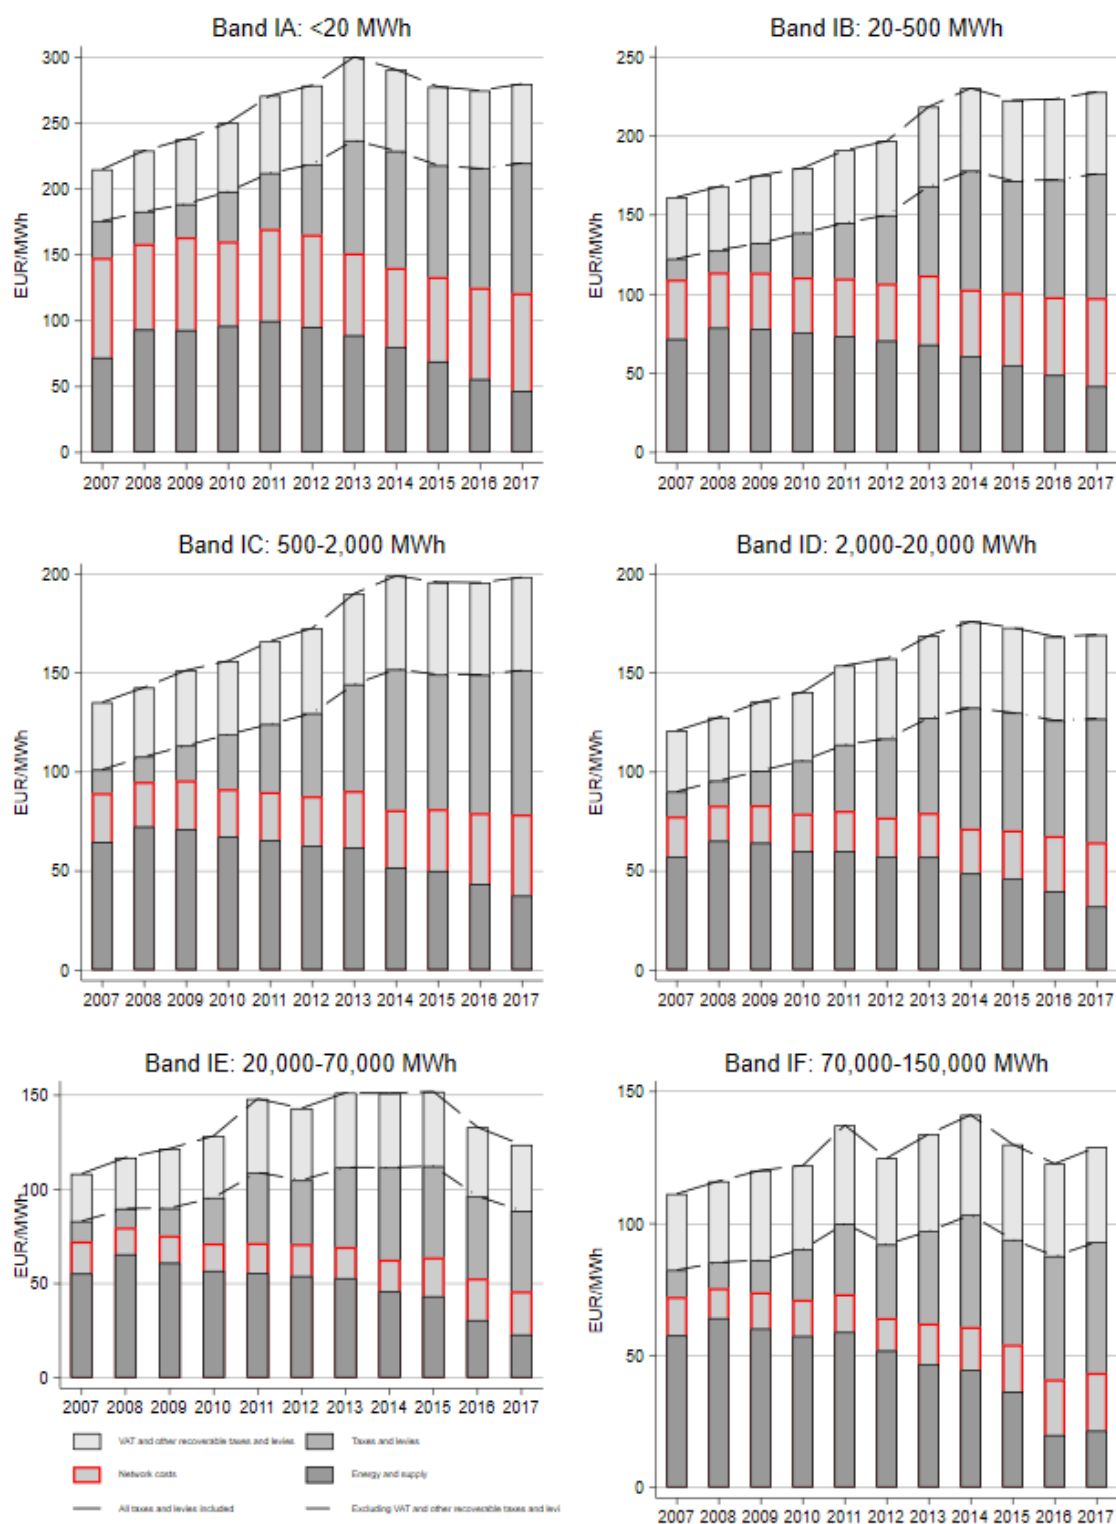 Band IA: <20 MWh
EUR/MWh
300
250
200
150
100
50
0
2007 2008 2009 2010 2011 2012 2013 2014 2015 2016 2017
Band IB: 20-500 MWh
EUR/MWh
250
200
150
100
50
0
2007 2008 2009 2010 2011 2012 2013 2014 2015 2016 2017
Band IC: 500-2,000 MWh
EUR/MWh
200
150
100
50
0
2007 2008 2009 2010 2011 2012 2013 2014 2015 2016 2017
Band ID: 2,000-20,000 MWh
EUR/MWh
200
150
100
50
0
2007 2008 2009 2010 2011 2012 2013 2014 2015 2016 2017
Band IE: 20,000-70,000 MWh
EUR/MWh
150
100
50
0
2007 2008 2009 2010 2011 2012 2013 2014 2015 2016 2017
VAT and other recoverable taxes and levies
Taxes and levies
Network costs
Energy and supply
All taxes and levies included
Excluding VAT and other recoverable taxes and levi
Band IF: 70,000-150,000 MWh
EUR/MWh
150
100
50
0
2007 2008 2009 2010 2011 2012 2013 2014 2015 2016 2017